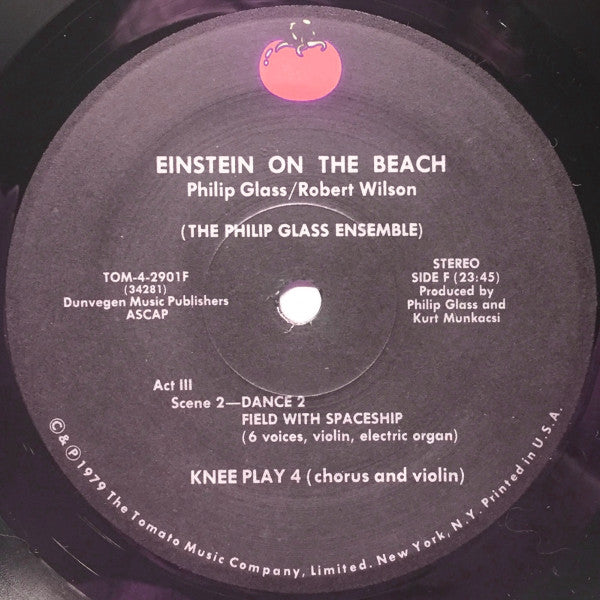 EINSTEIN ON THE BEACH
Philip Glass/Robert Wilson
(THE PHILIP GLASS ENSEMBLE)
TOM-4-2901F
(34281)
Dunvegen Music Publishers
ASCAP
STEREO
SIDE F (23:45)
Produced by
Philip Glass and
Kurt Munkacsi
Act III
Scene 2—DANCE 2
FIELD WITH SPACESHIP
(6 voices, violin, electric organ)
KNEE PLAY 4 (chorus and violin)
© & ℗ 1979 The Tomato Music Company, Limited. New York, N.Y. Printed in U.S.A.